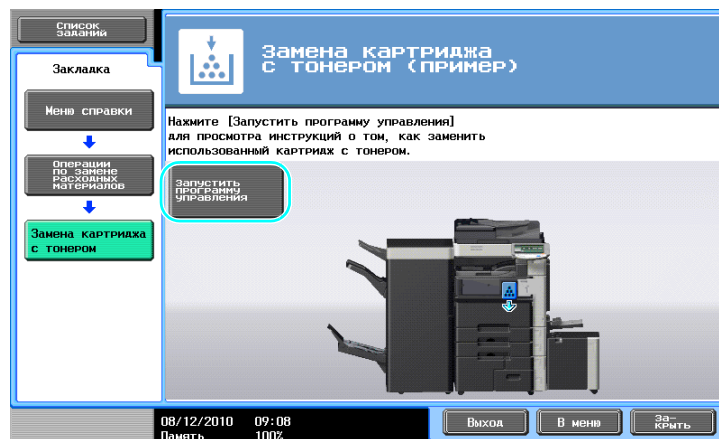 Список
заданий
Закладка
Меню справки
Операции
по замене
расходных
материалов
Замена картриджа
с тонером
Замена картриджа
с тонером (пример)
Нажмите [Запустить программу управления]
для просмотра инструкций о том, как заменить
использованный картридж с тонером.
Запустить
программу
управления
08/12/2010 09:08
Память 100%
Выход
В меню
За-
крыть